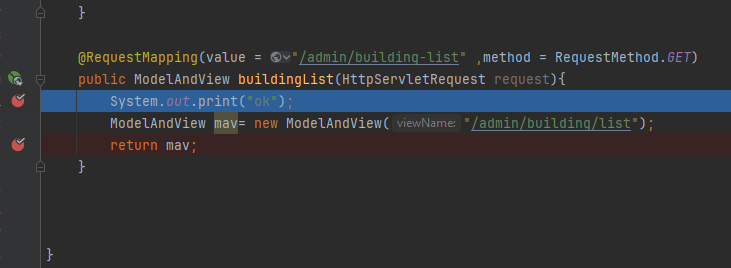 }
@RequestMapping(value = "/admin/building-list" ,method = RequestMethod.GET)
public ModelAndView buildingList(HttpServletRequest request){
System.out.print("ok");
ModelAndView mav= new ModelAndView( viewName: "/admin/building/list");
return mav;
}
}